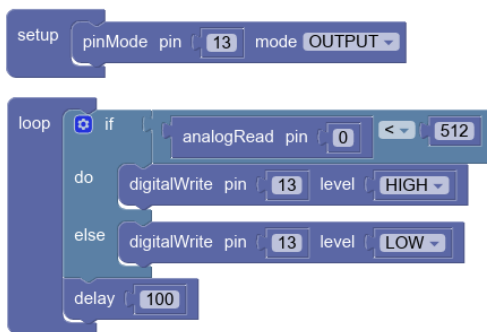 setup pinMode pin 13 mode OUTPUT
loop if analogRead pin 0 < 512
do digitalWrite pin 13 level HIGH
else digitalWrite pin 13 level LOW
delay 100